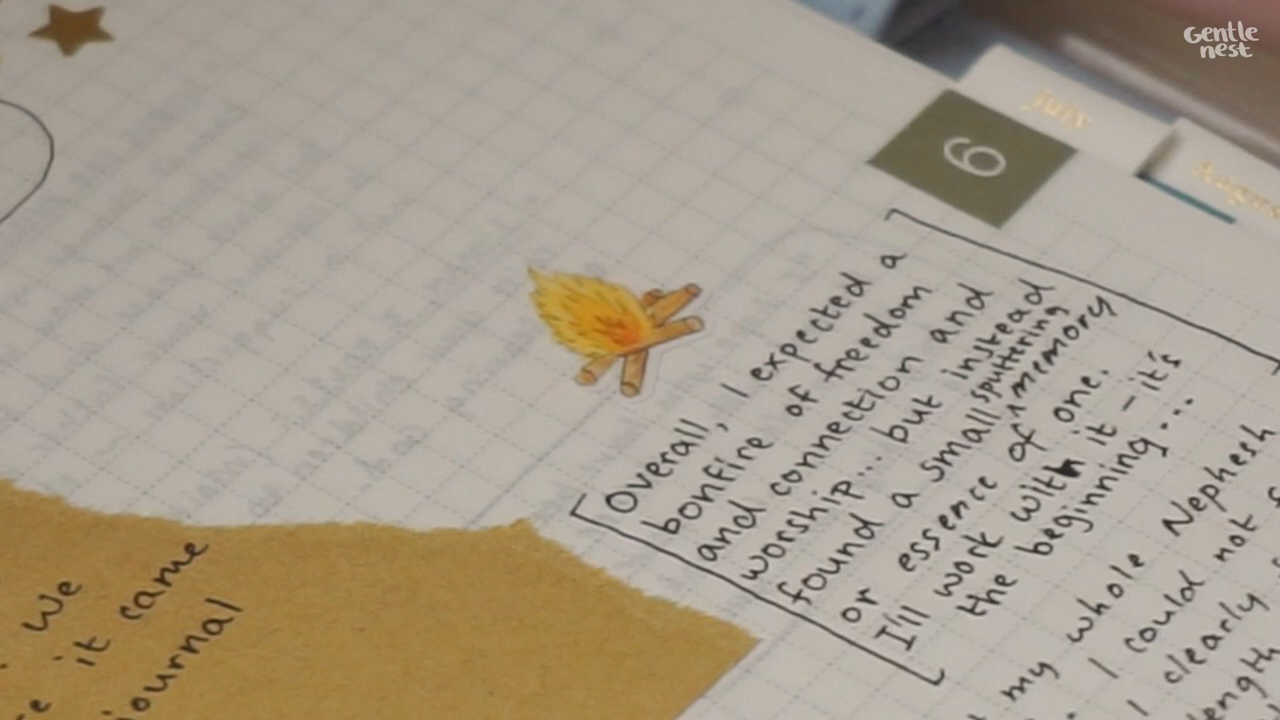 Gentle
nest
July
Augus
6
Overall, I expected a
bonfire of freedom
and connection and
worship... but instead
found a small sputtering
or essence of ^ memory one.
I'll work with it - it's
the beginning...
my whole Nephesh
I could not
I clearly
ength
We
it came
journal